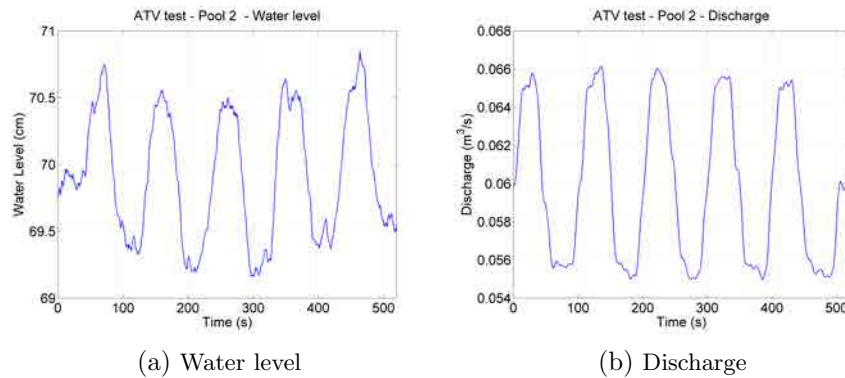 ATV test - Pool 2  - Water level
71
70.5
70
69.5
69
Water Level (cm)
0 100 200 300 400 500
Time (s)
(a) Water level
ATV test - Pool 2 - Discharge
0.068
0.066
0.064
0.062
0.06
0.058
0.056
0.054
Discharge (m³/s)
0 100 200 300 400 500
Time (s)
(b) Discharge